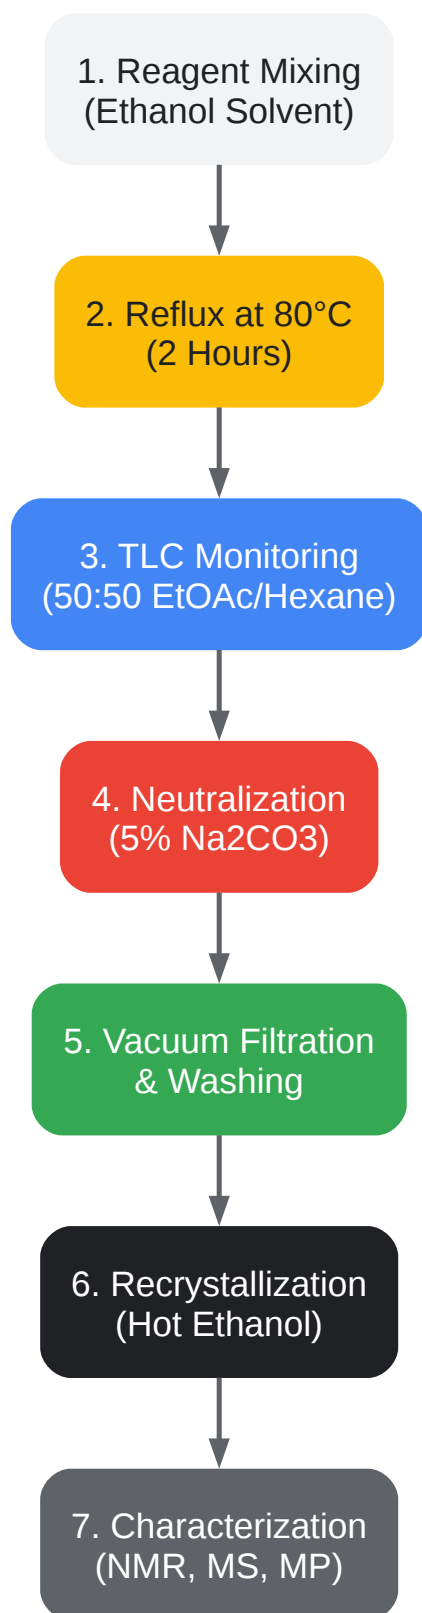 1. Reagent Mixing
(Ethanol Solvent)
2. Reflux at 80°C
(2 Hours)
3. TLC Monitoring
(50:50 EtOAc/Hexane)
4. Neutralization
(5% Na2CO3)
5. Vacuum Filtration
& Washing
6. Recrystallization
(Hot Ethanol)
7. Characterization
(NMR, MS, MP)